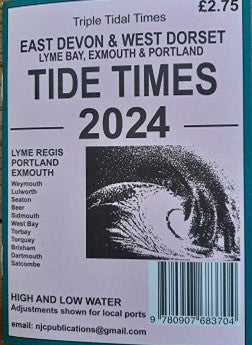 Triple Tidal Times
£2.75
EAST DEVON & WEST DORSET
LYME BAY, EXMOUTH & PORTLAND
TIDE TIMES
2024
LYME REGIS
PORTLAND
EXMOUTH
Weymouth
Lulworth
Seaton
Beer
Sidmouth
West Bay
Torbay
Torquay
Brixham
Dartmouth
Salcombe
HIGH AND LOW WATER
Adjustments shown for local ports
email: njcpublications@gmail.com
9 780907 683704